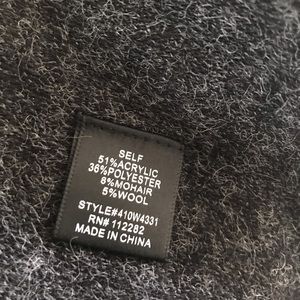 SELF
51%ACRYLIC
36%POLYESTER
8%MOHAIR
5%WOOL
STYLE#410W4331
RN# 112282
MADE IN CHINA